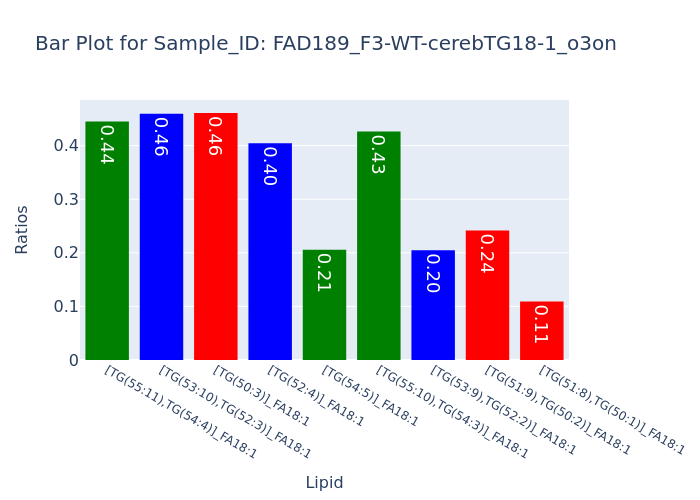 Bar Plot for Sample_ID: FAD189_F3-WT-cerebTG18-1_o3on
Ratios
0.4
0.3
0.2
0.1
0
0.44
0.46
0.46
0.40
0.21
0.43
0.20
0.24
0.11
[TG(55:11),TG(54:4)]_FA18:1
[TG(53:10),TG(52:3)]_FA18:1
[TG(50:3)]_FA18:1
[TG(52:4)]_FA18:1
[TG(54:5)]_FA18:1
[TG(55:10),TG(54:3)]_FA18:1
[TG(53:9),TG(52:2)]_FA18:1
[TG(51:9),TG(50:2)]_FA18:1
[TG(51:8),TG(50:1)]_FA18:1
Lipid